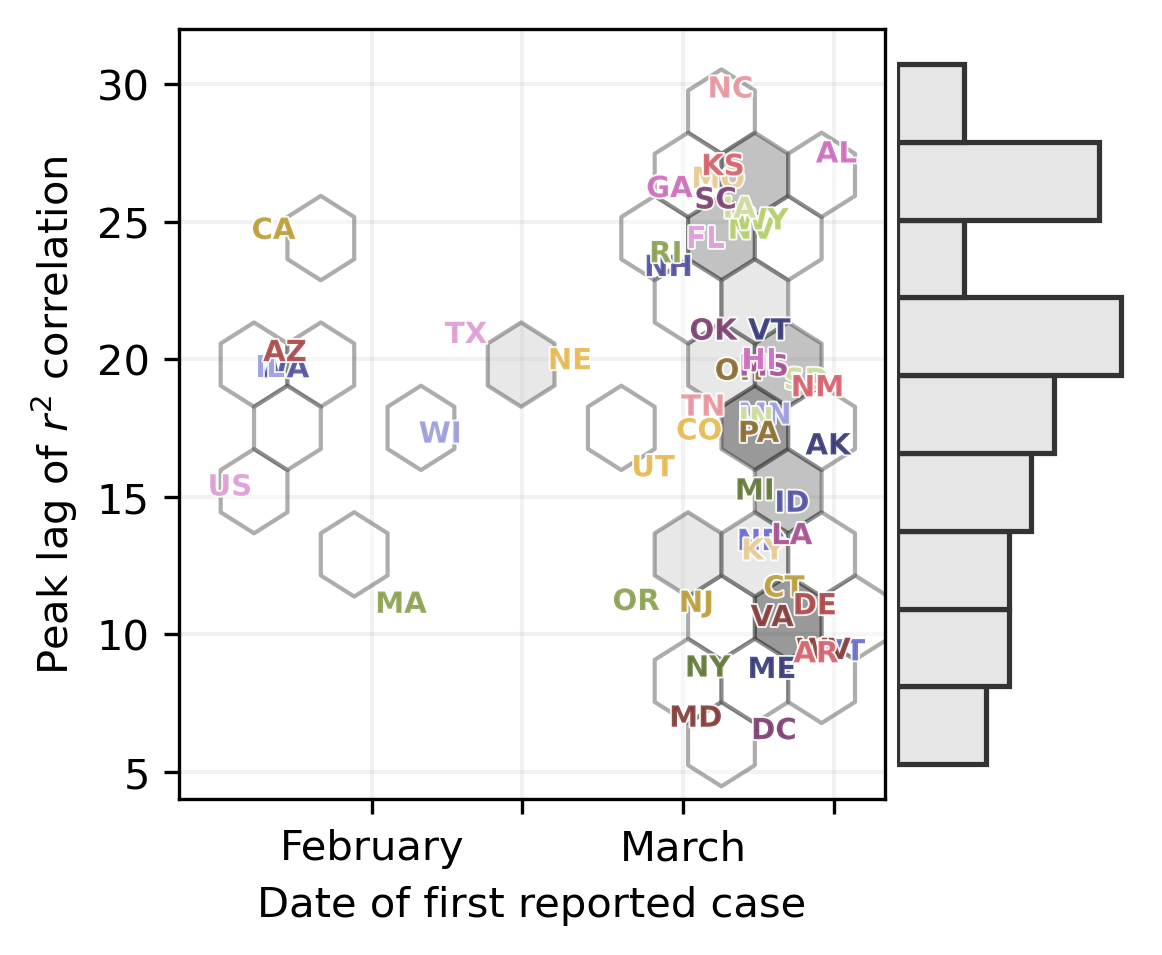 30
25
20
15
10
5
Peak lag of r² correlation
NC
KS
AL
GA
SC
CA
FL
RI
NH
TX
OK
VT
AZ
NE
NM
TN
CO
PA
WI
AK
UT
US
MI
ID
LA
KY
CT
MA
OR
NJ
DE
VA
AR
NY
ME
MD
DC
February
March
Date of first reported case